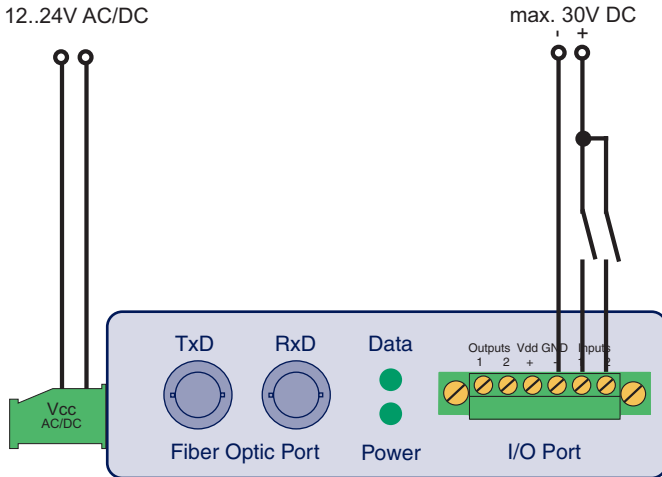 12..24V AC/DC
max. 30V DC
- +
TxD RxD Data
Outputs Vdd GND Inputs
1 2 + - 1 2
Vcc
AC/DC
Fiber Optic Port Power I/O Port